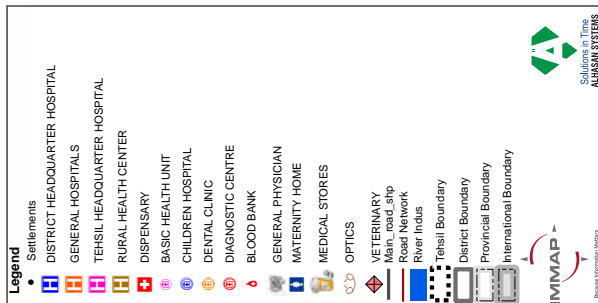 Legend
Settlements
DISTRICT HEADQUARTER HOSPITAL
GENERAL HOSPITALS
TEHSIL HEADQUARTER HOSPITAL
RURAL HEALTH CENTER
DISPENSARY
BASIC HEALTH UNIT
CHILDREN HOSPITAL
DENTAL CLINIC
DIAGNOSTIC CENTRE
BLOOD BANK
GENERAL PHYSICIAN
MATERNITY HOME
MEDICAL STORES
OPTICS
VETERINARY
Main_road_shp
Road Network
River Indus
Tehsil Boundary
District Boundary
Provincial Boundary
International Boundary
IMMAP
Because Information Matters
Solutions in Time
ALHASAN SYSTEMS